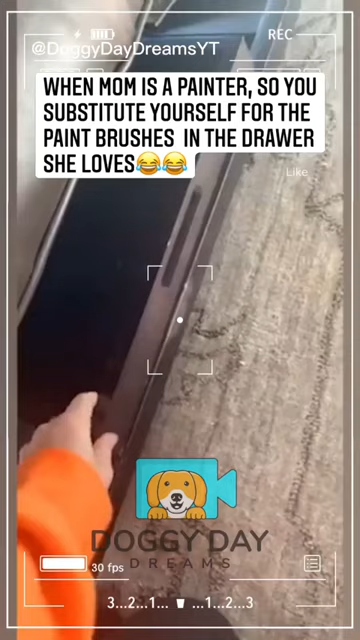 @DoggyDayDreamsYT
REC
WHEN MOM IS A PAINTER, SO YOU
SUBSTITUTE YOURSELF FOR THE
PAINT BRUSHES IN THE DRAWER
SHE LOVES😂😂
Like
DOGGY DAY
DREAMS
30 fps
3...2...1... ...1...2...3